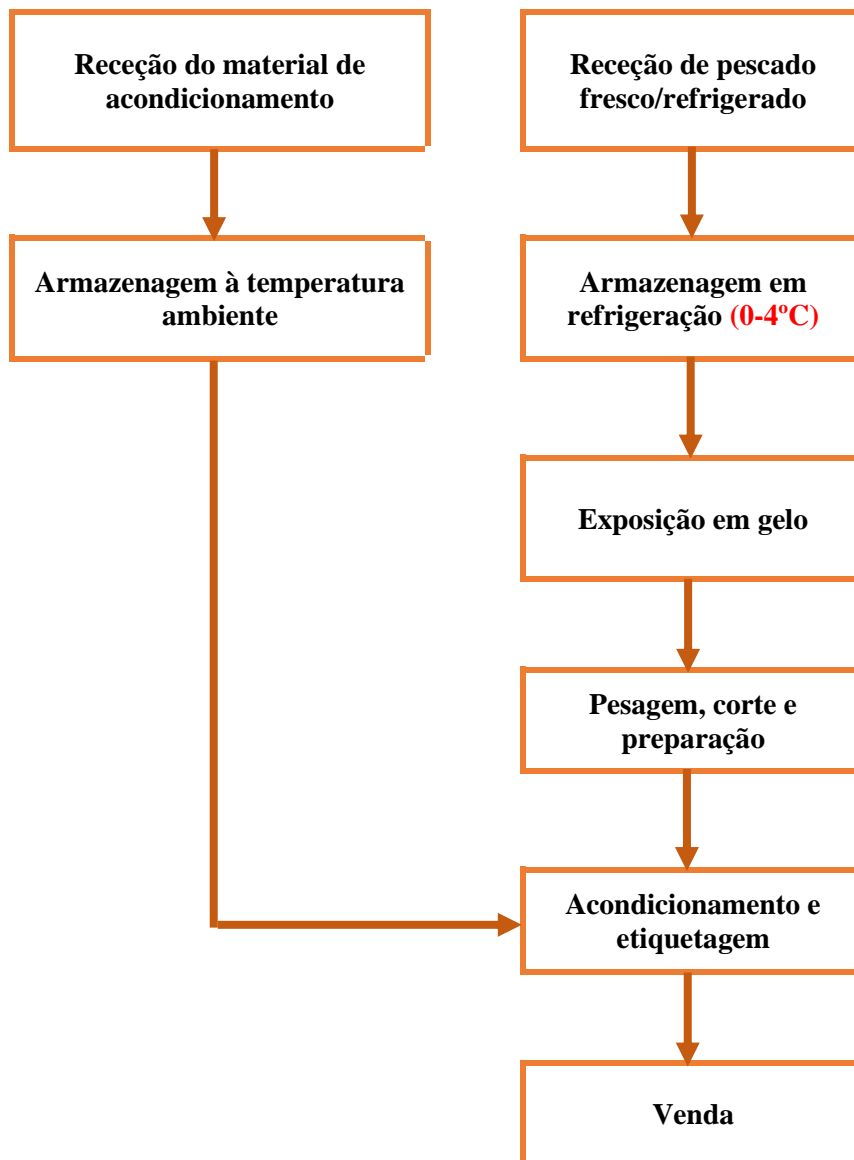 Receção do material de
acondicionamento
Receção de pescado
fresco/refrigerado
Armazenagem à temperatura
ambiente
Armazenagem em
refrigeração (0-4ºC)
Exposição em gelo
Pesagem, corte e
preparação
Acondicionamento e
etiquetagem
Venda